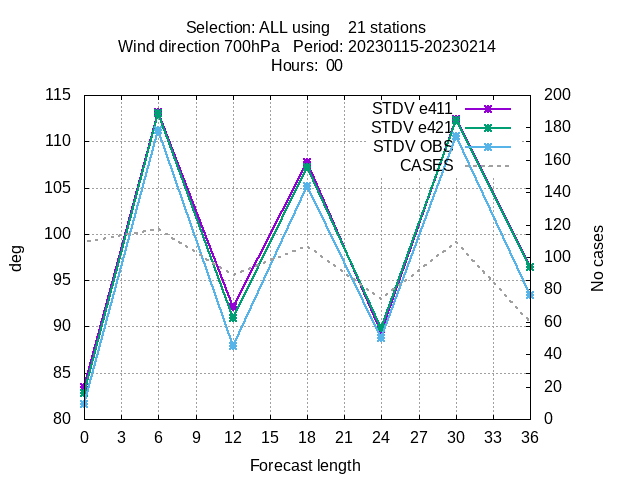 Selection: ALL using    21 stations
Wind direction 700hPa   Period: 20230115-20230214
Hours:  00
STDV e411
STDV e421
STDV OBS
CASES
115
110
105
100
95
90
85
80
200
180
160
140
120
100
80
60
40
20
0
deg
No cases
0 3 6 9 12 15 18 21 24 27 30 33 36
Forecast length